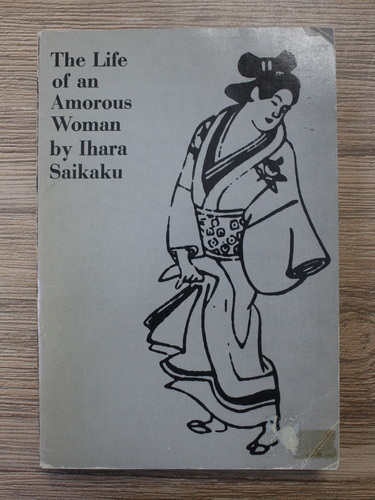 The Life
of an
Amorous
Woman
by Ihara
Saikaku